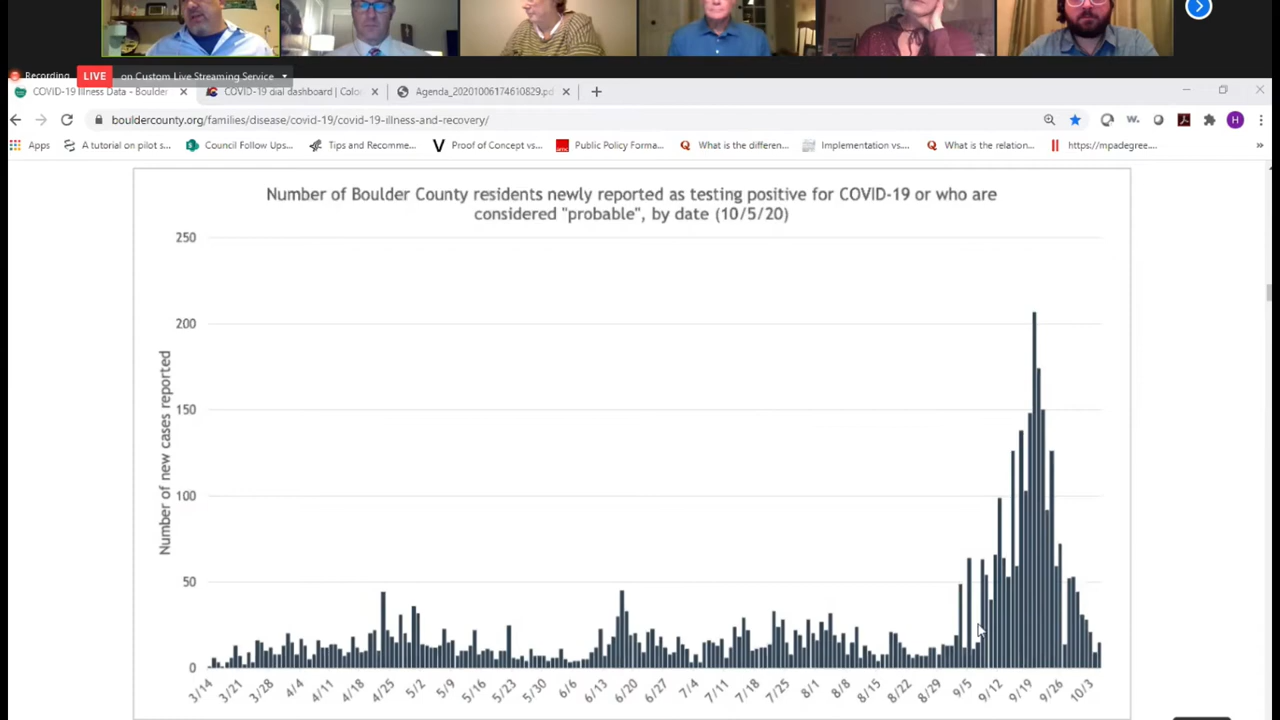 Recording
LIVE on Custom Live Streaming Service
COVID-19 Illness Data - Boulder
COVID-19 dial dashboard | Colo
Agenda_20201006174610829.pd
bouldercounty.org/families/disease/covid-19/covid-19-illness-and-recovery/
H
Apps
A tutorial on pilot s...
Council Follow Ups...
Tips and Recomme...
Proof of Concept vs...
Public Policy Forma...
What is the differen...
Implementation vs...
What is the relation...
https://mpadegree....
Number of Boulder County residents newly reported as testing positive for COVID-19 or who are
considered "probable", by date (10/5/20)
Number of new cases reported
250
200
150
100
50
0
3/14 3/21 3/28 4/4 4/11 4/18 4/25 5/2 5/9 5/16 5/23 5/30 6/6 6/13 6/20 6/27 7/4 7/11 7/18 7/25 8/1 8/8 8/15 8/22 8/29 9/5 9/12 9/19 9/26 10/3